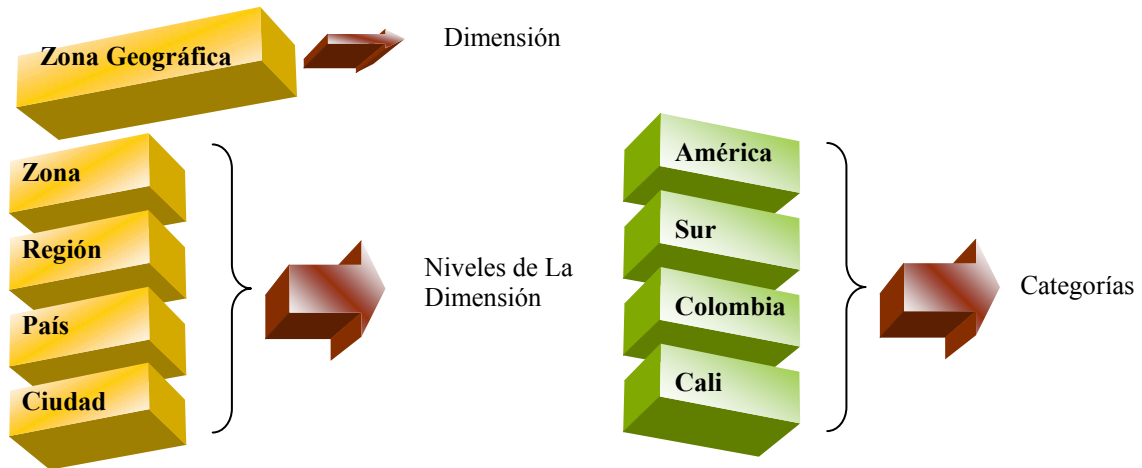 Zona Geográfica
Dimensión
Zona
Región
País
Ciudad
Niveles de La
Dimensión
América
Sur
Colombia
Cali
Categorías